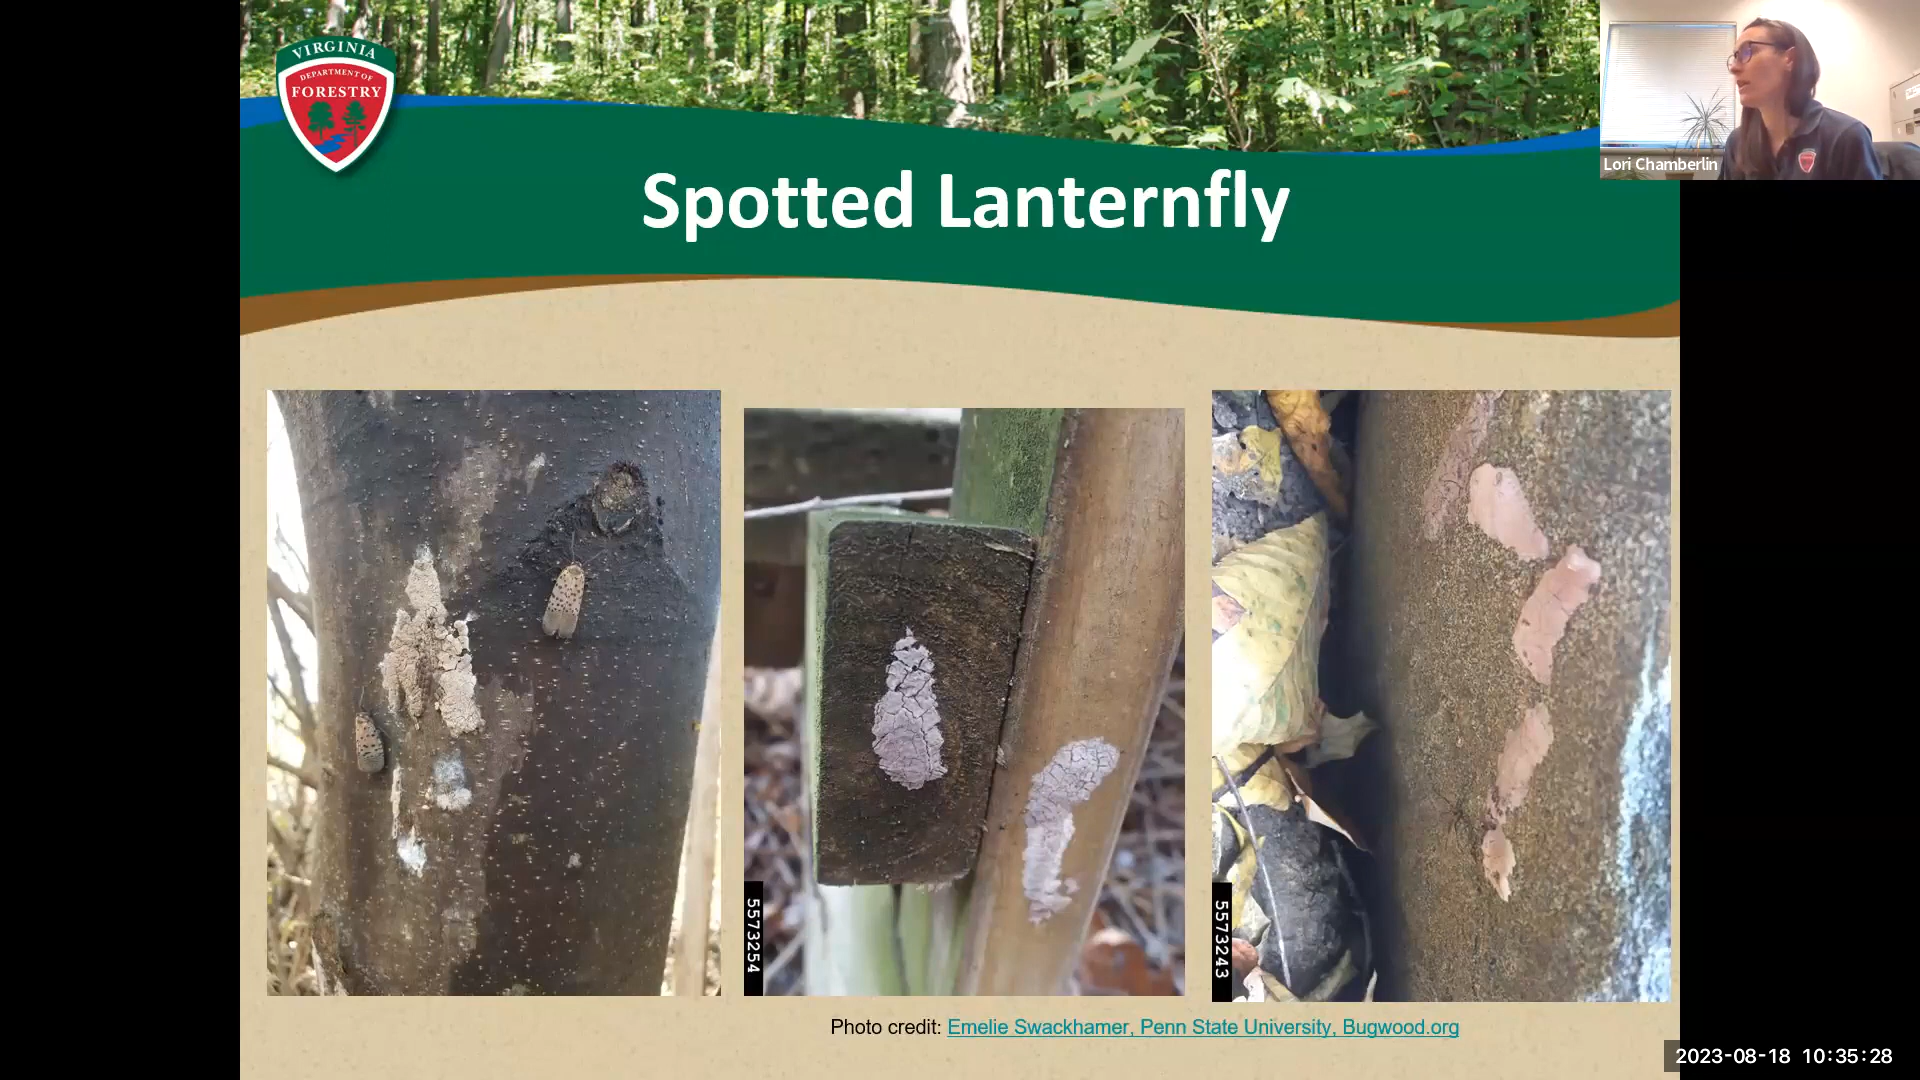 VIRGINIA
DEPARTMENT OF
FORESTRY
Lori Chamberlin
Spotted Lanternfly
5573254
5573243
Photo credit: Emelie Swackhamer, Penn State University, Bugwood.org
2023-08-18 10:35:28